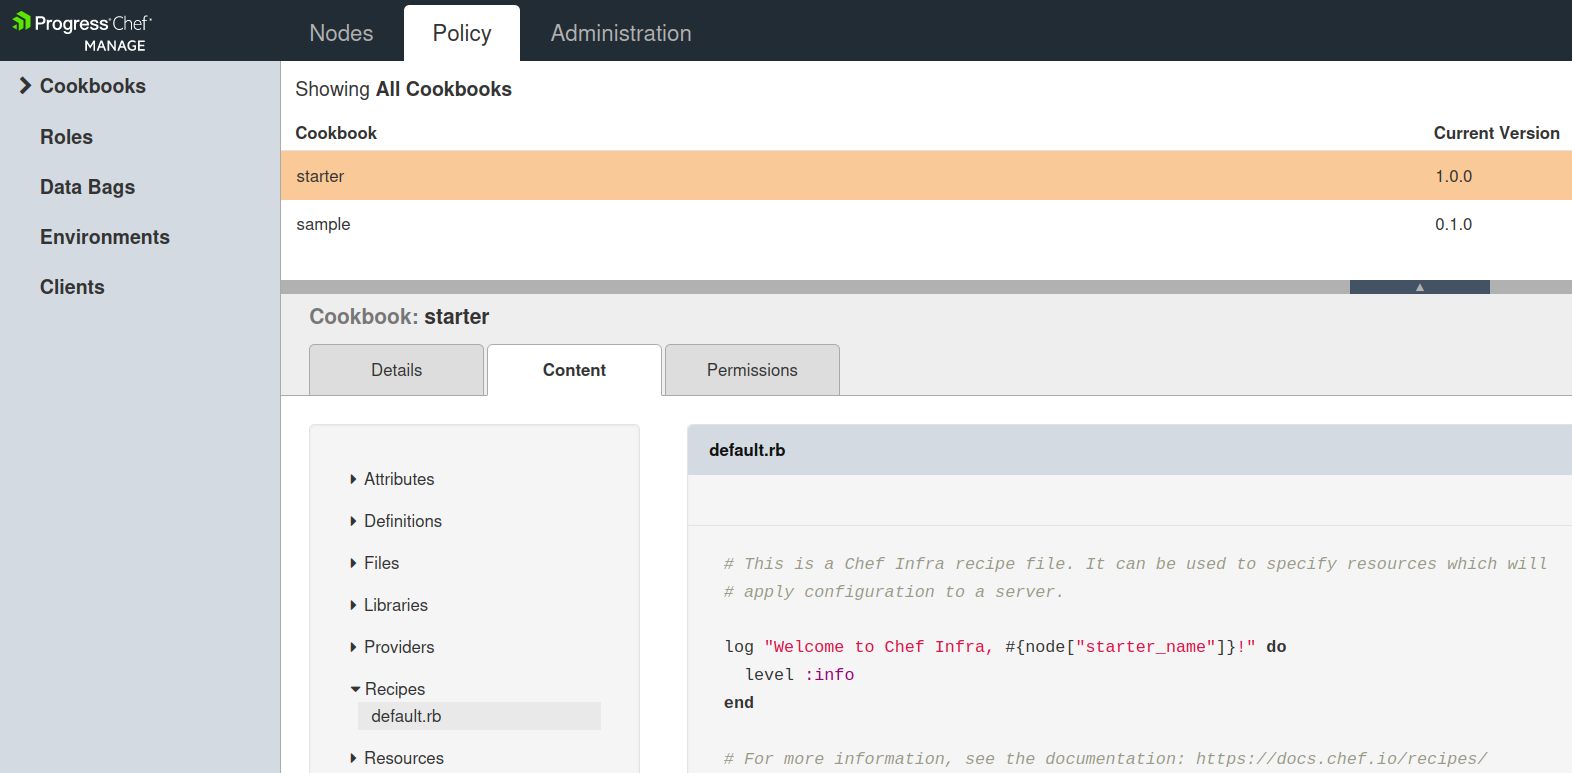 Progress Chef
MANAGE
Nodes
Policy
Administration
Cookbooks
Roles
Data Bags
Environments
Clients
Showing All Cookbooks
Cookbook Current Version
starter 1.0.0
sample 0.1.0
Cookbook: starter
Details
Content
Permissions
Attributes
Definitions
Files
Libraries
Providers
Recipes
default.rb
Resources
default.rb
# This is a Chef Infra recipe file. It can be used to specify resources which will
# apply configuration to a server.
log "Welcome to Chef Infra, #{node["starter_name"]}!" do
  level :info
end
# For more information, see the documentation: https://docs.chef.io/recipes/